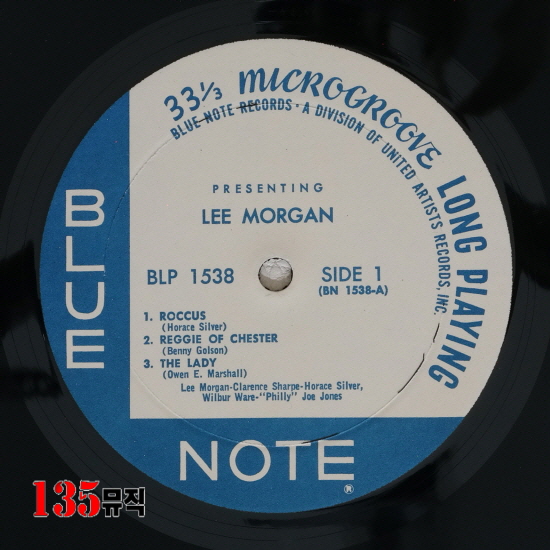 33⅓ MICROGROOVE LONG PLAYING
BLUE NOTE RECORDS • A DIVISION OF UNITED ARTISTS RECORDS, INC.
PRESENTING
LEE MORGAN
BLP 1538
SIDE 1
(BN 1538-A)
1. ROCCUS
(Horace Silver)
2. REGGIE OF CHESTER
(Benny Golson)
3. THE LADY
(Owen E. Marshall)
Lee Morgan-Clarence Sharpe-Horace Silver,
Wilbur Ware-"Philly" Joe Jones
BLUE
NOTE®
135뮤직